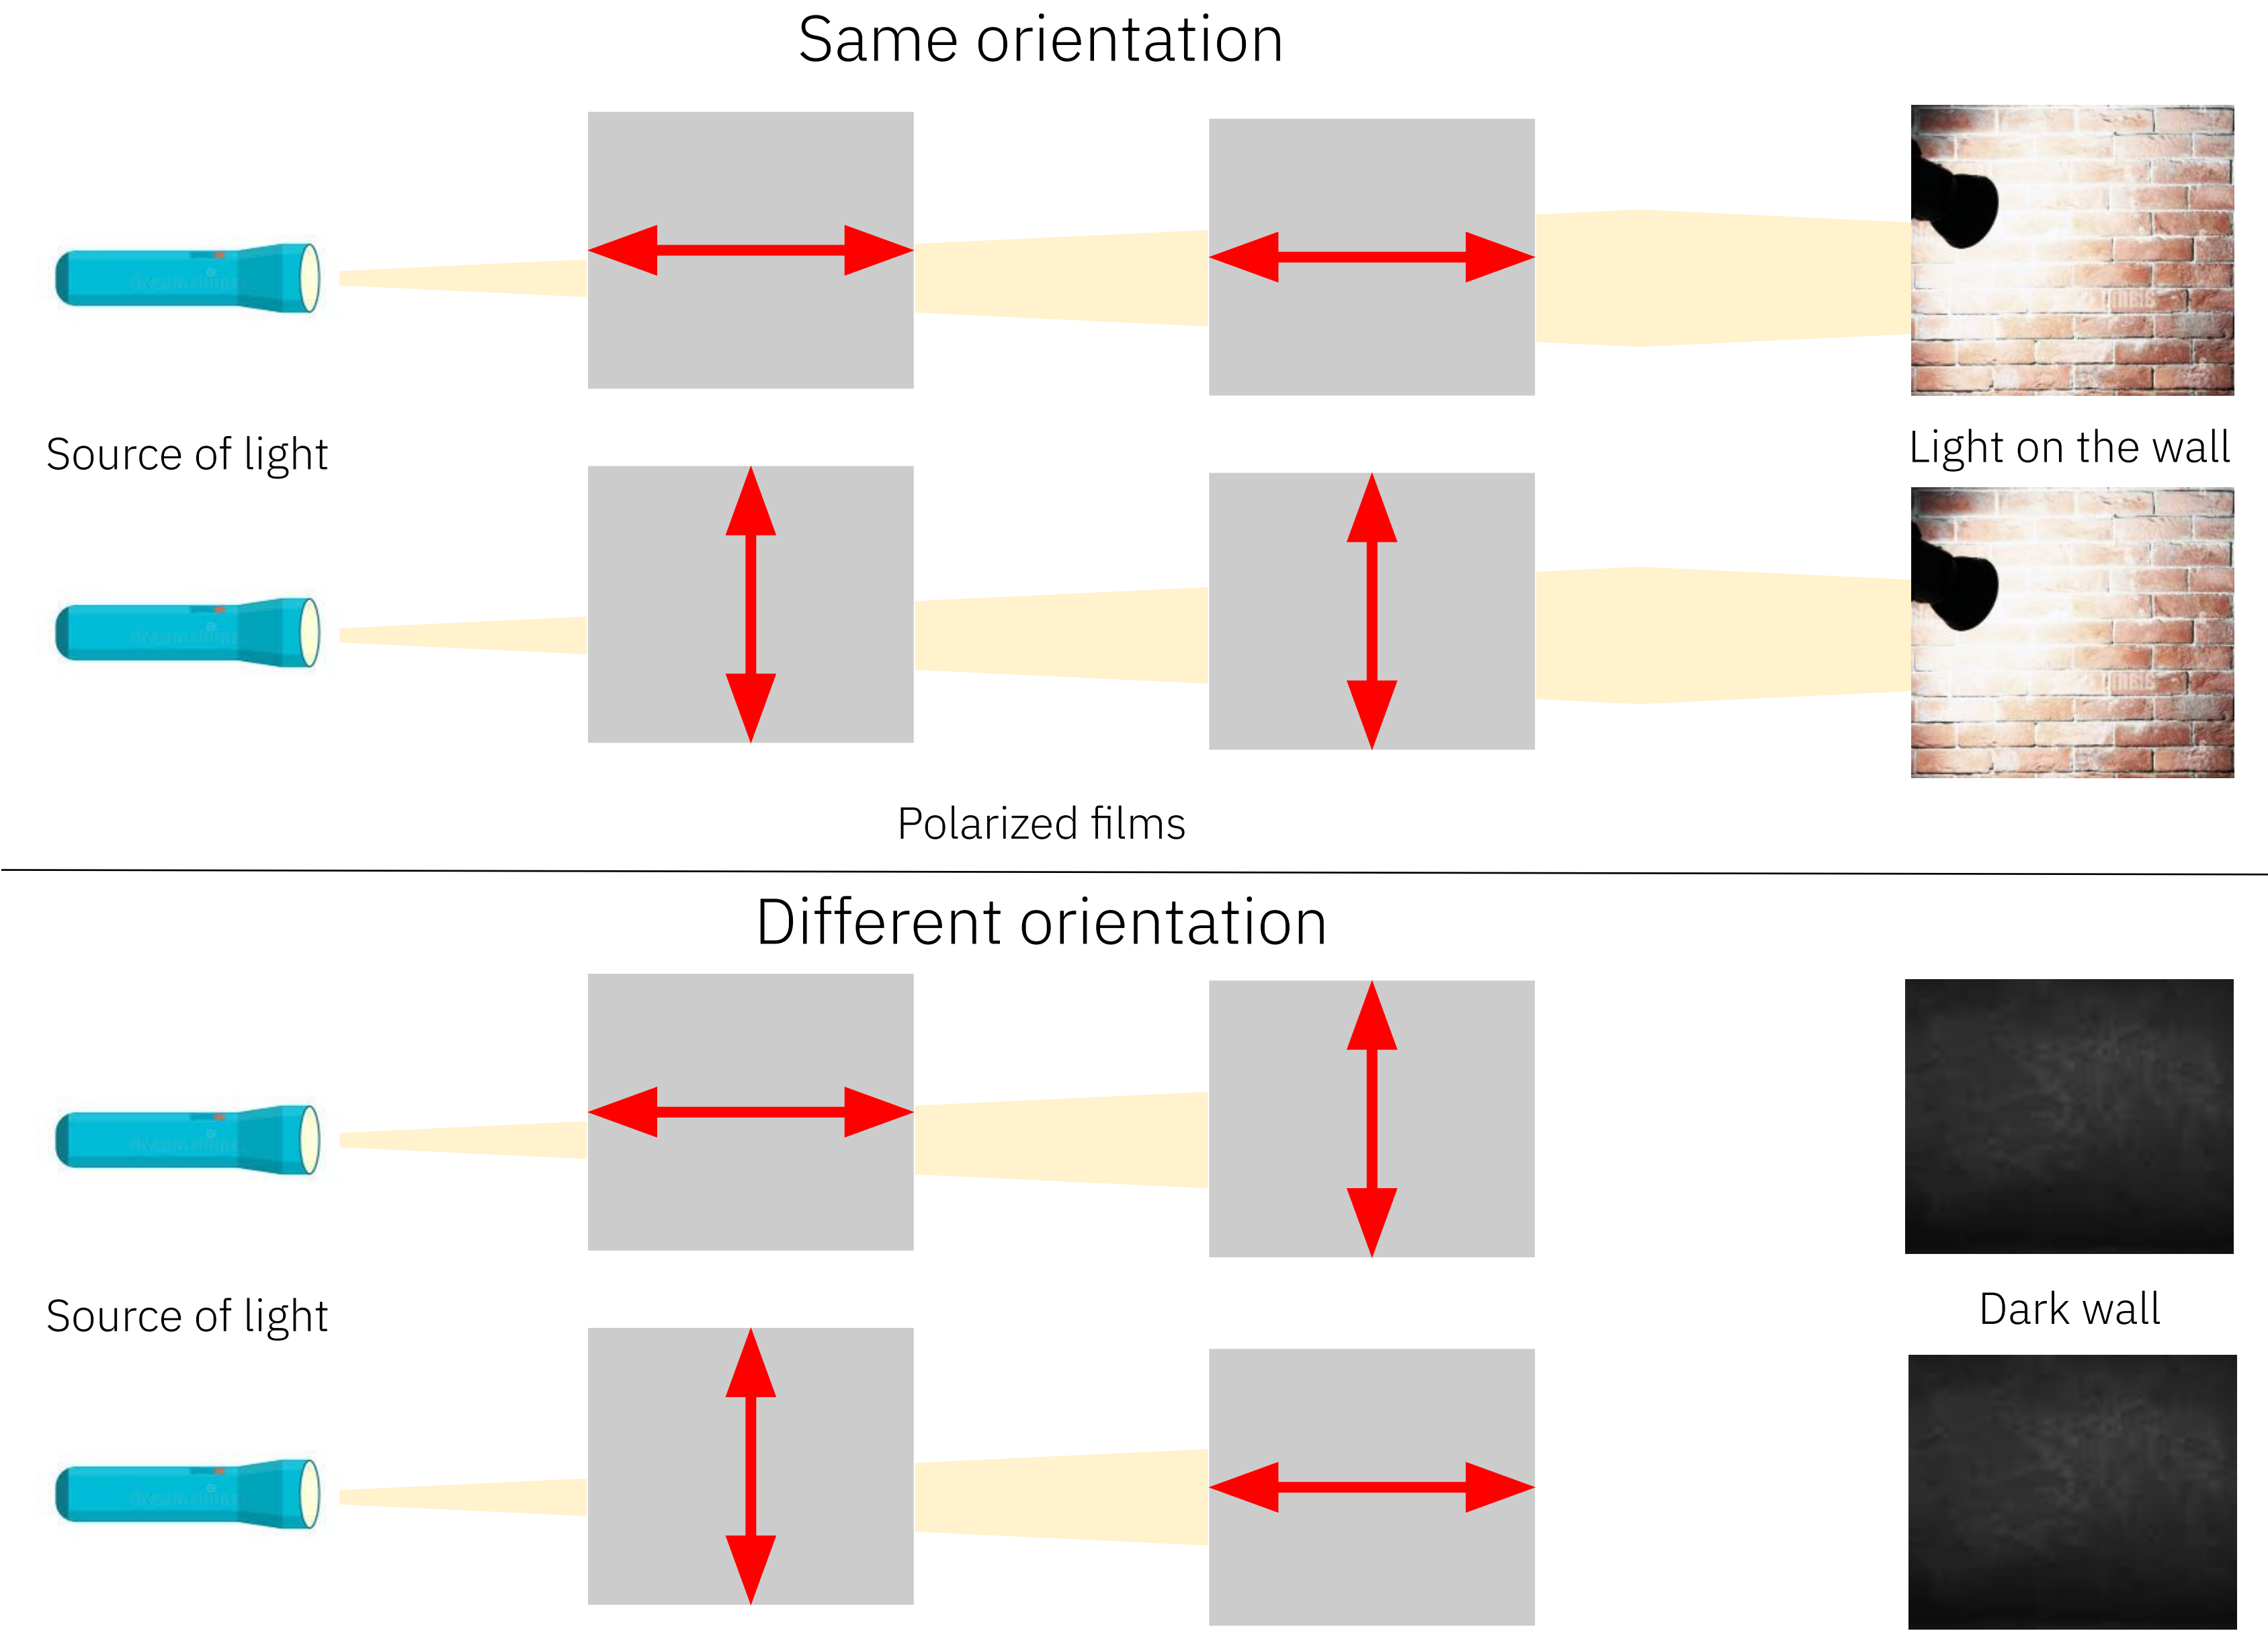 Same orientation
Source of light
Light on the wall
Polarized films
Different orientation
Source of light
Dark wall